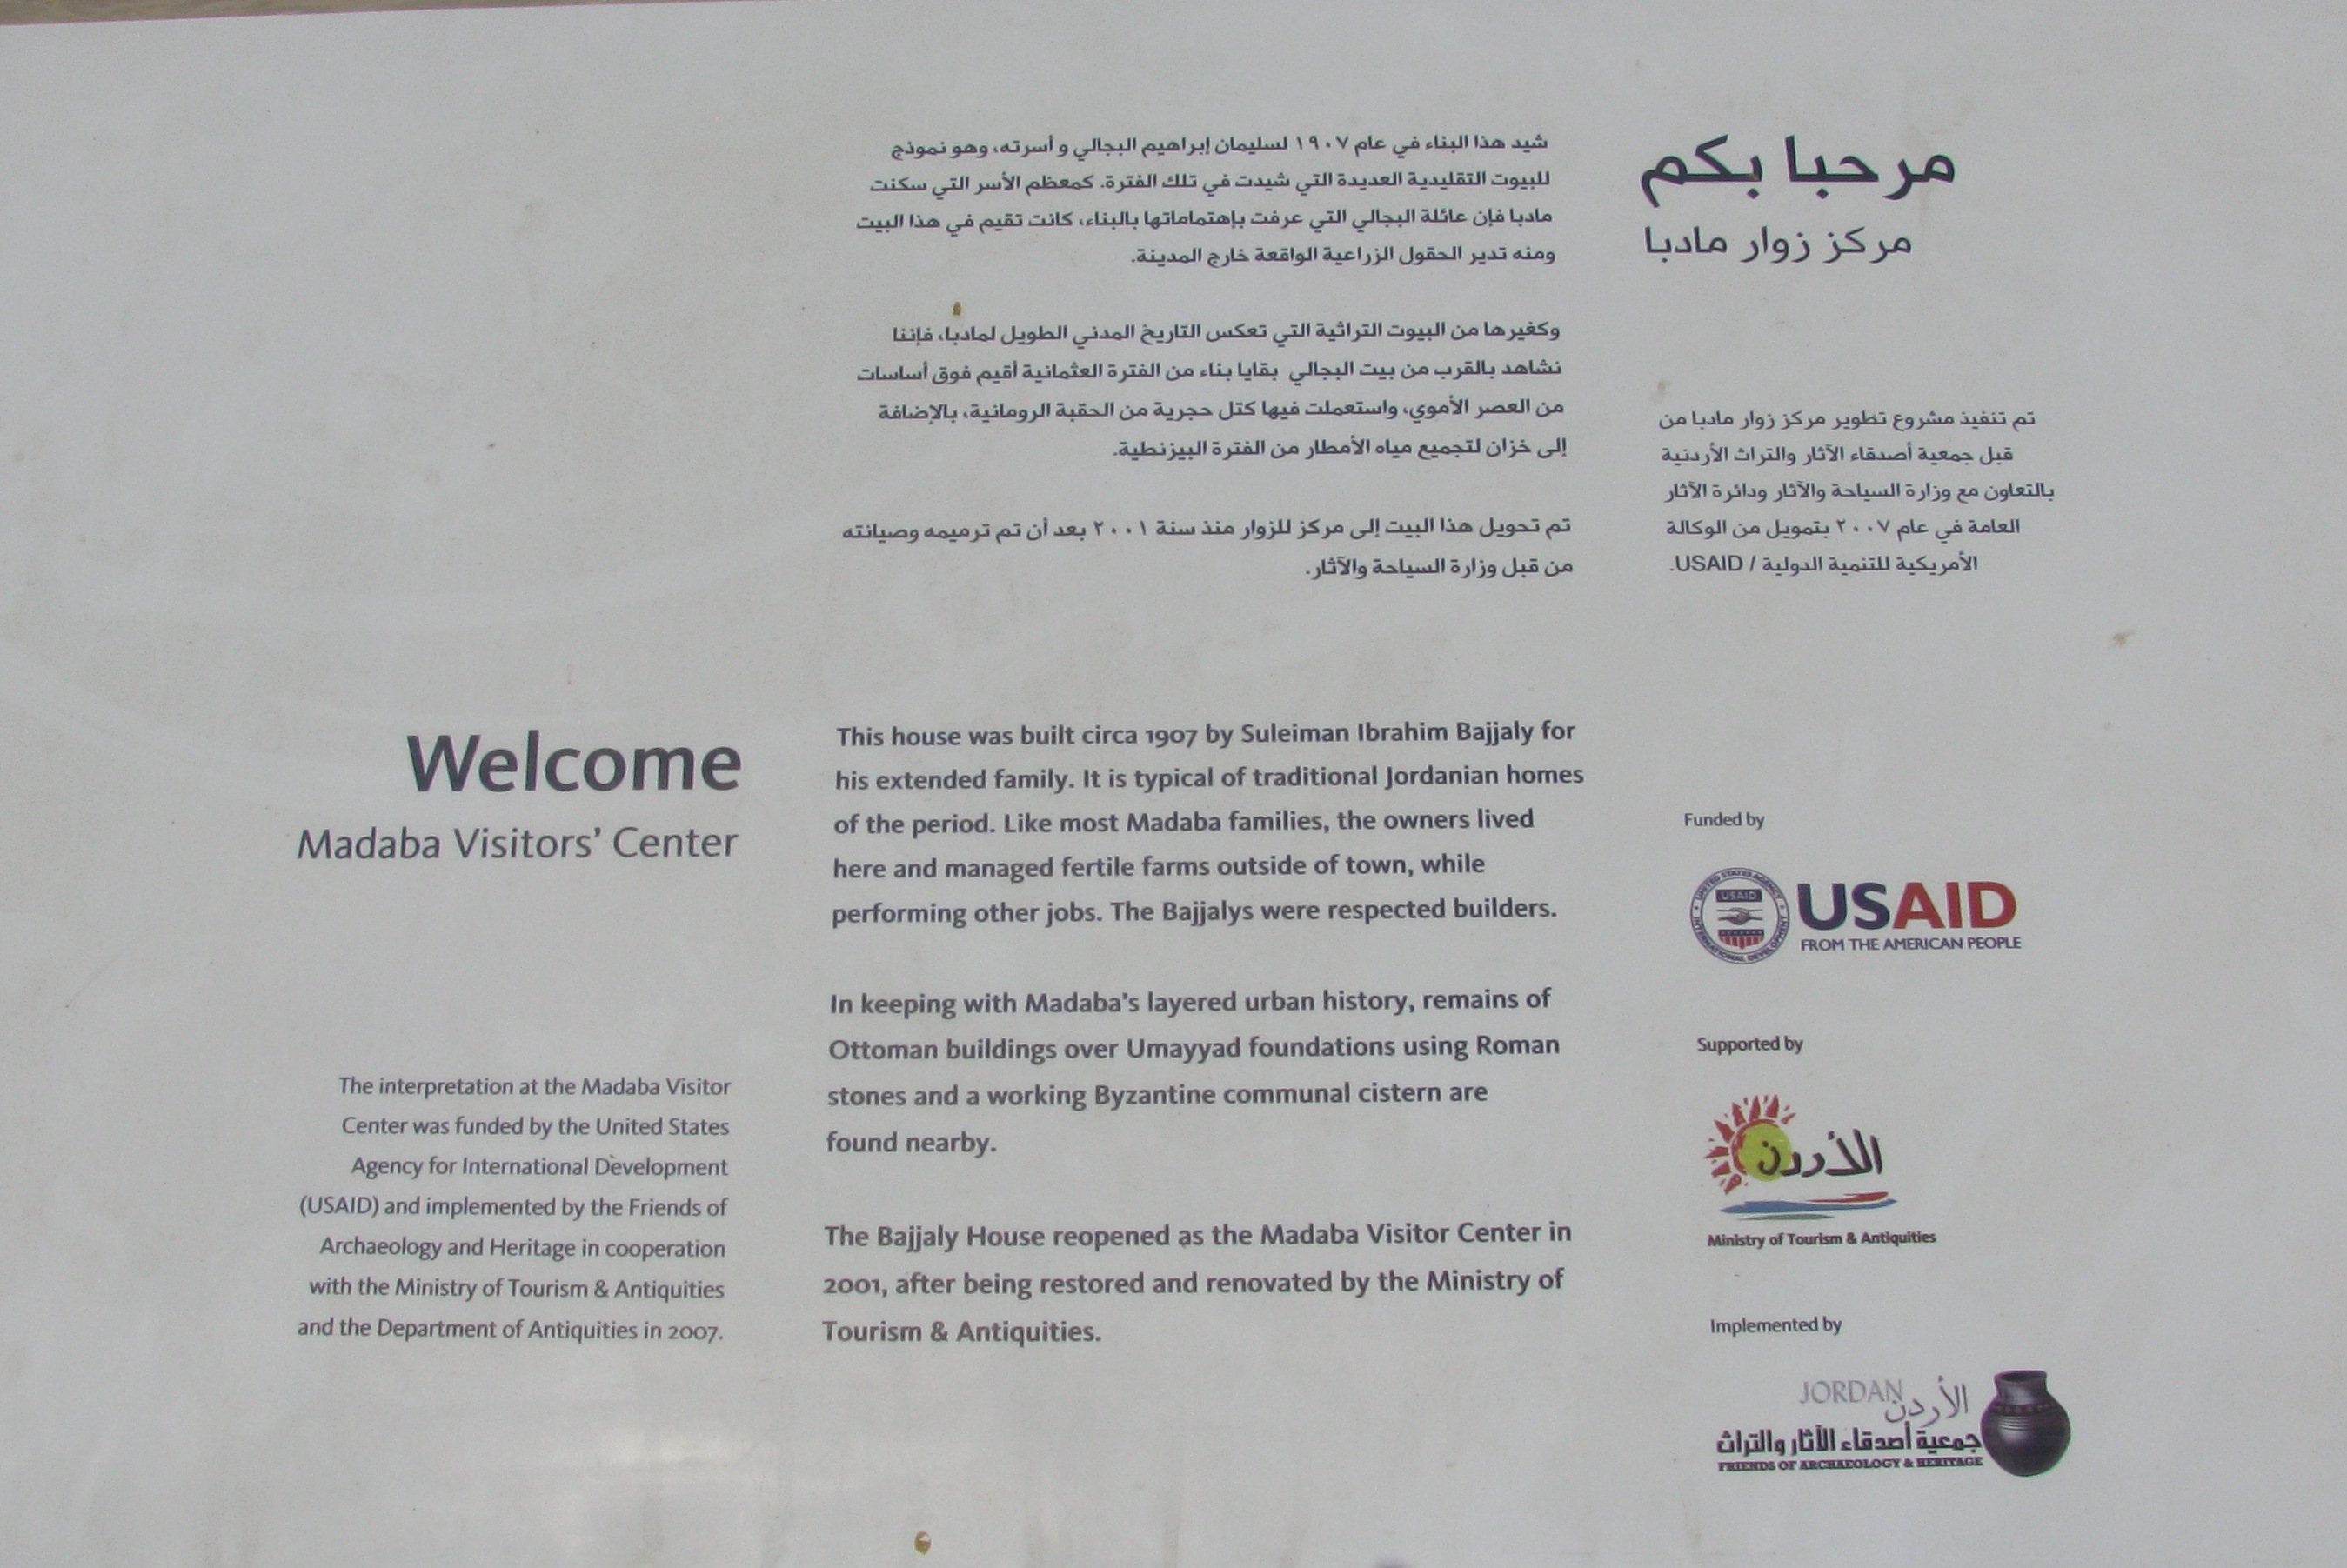 مرحبا بكم
مركز زوار مادبا
شيد هذا البناء في عام ١٩٠٧ لسليمان إبراهيم البجالي و أسرته، وهو نموذج
للبيوت التقليدية العديدة التي شيدت في تلك الفترة. كمعظم الأسر التي سكنت
مادبا فإن عائلة البجالي التي عرفت بإهتماماتها بالبناء، كانت تقيم في هذا البيت
ومنه تدير الحقول الزراعية الواقعة خارج المدينة.
وكغيرها من البيوت التراثية التي تعكس التاريخ المدني الطويل لمادبا، فإننا
نشاهد بالقرب من بيت البجالي بقايا بناء من الفترة العثمانية أقيم فوق أساسات
من العصر الأموي، واستعملت فيها كتل حجرية من الحقبة الرومانية، بالإضافة
إلى خزان لتجميع مياه الأمطار من الفترة البيزنطية.
تم تحويل هذا البيت إلى مركز للزوار منذ سنة ٢٠٠١ بعد أن تم ترميمه وصيانته
من قبل وزارة السياحة والآثار.
تم تنفيذ مشروع تطوير مركز زوار مادبا من
قبل جمعية أصدقاء الآثار والتراث الأردنية
بالتعاون مع وزارة السياحة والآثار ودائرة الآثار
العامة في عام ٢٠٠٧ بتمويل من الوكالة
الأمريكية للتنمية الدولية / USAID.
Welcome
Madaba Visitors' Center
The interpretation at the Madaba Visitor
Center was funded by the United States
Agency for International Development
(USAID) and implemented by the Friends of
Archaeology and Heritage in cooperation
with the Ministry of Tourism & Antiquities
and the Department of Antiquities in 2007.
This house was built circa 1907 by Suleiman Ibrahim Bajjaly for
his extended family. It is typical of traditional Jordanian homes
of the period. Like most Madaba families, the owners lived
here and managed fertile farms outside of town, while
performing other jobs. The Bajjalys were respected builders.
In keeping with Madaba's layered urban history, remains of
Ottoman buildings over Umayyad foundations using Roman
stones and a working Byzantine communal cistern are
found nearby.
The Bajjaly House reopened as the Madaba Visitor Center in
2001, after being restored and renovated by the Ministry of
Tourism & Antiquities.
Funded by
UNITED STATES AGENCY
INTERNATIONAL DEVELOPMENT
USAID
USAID
FROM THE AMERICAN PEOPLE
Supported by
الأردن
Ministry of Tourism & Antiquities
Implemented by
JORDAN الأردن
جمعية أصدقاء الآثار والتراث
FRIENDS OF ARCHAEOLOGY & HERITAGE